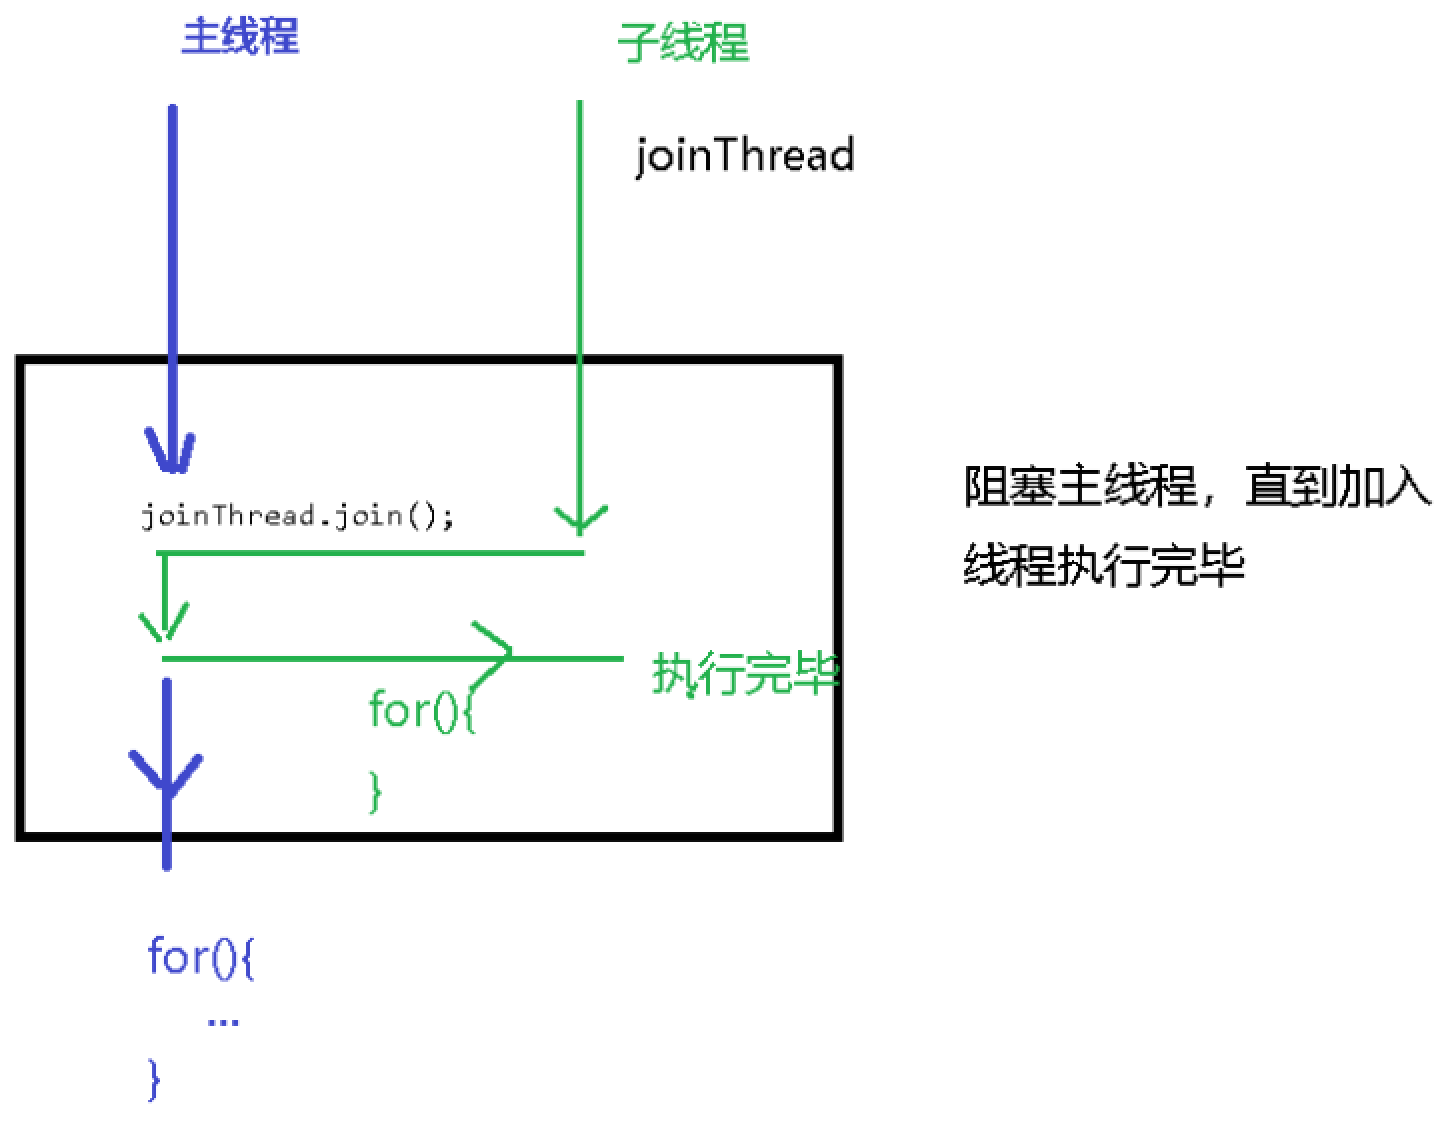 主线程
子线程
joinThread
joinThread.join();
阻塞主线程，直到加入
线程执行完毕
执行完毕
for(){
}
for(){
...
}